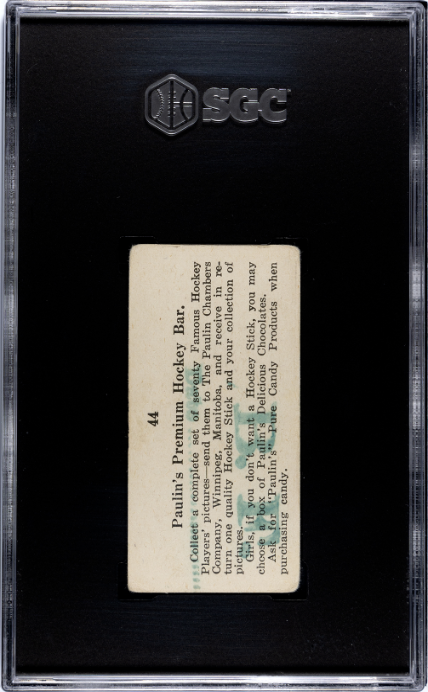 SGC
44
Paulin's Premium Hockey Bar.
Collect a complete set of seventy Famous Hockey
Players' pictures—send them to The Paulin Chambers
Company, Winnipeg, Manitoba, and receive in re-
turn one quality Hockey Stick and your collection of
pictures.
Girls, if you don't want a Hockey Stick, you may
choose a box of Paulin's Delicious Chocolates.
Ask for "Paulin's" Pure Candy Products when
purchasing candy.